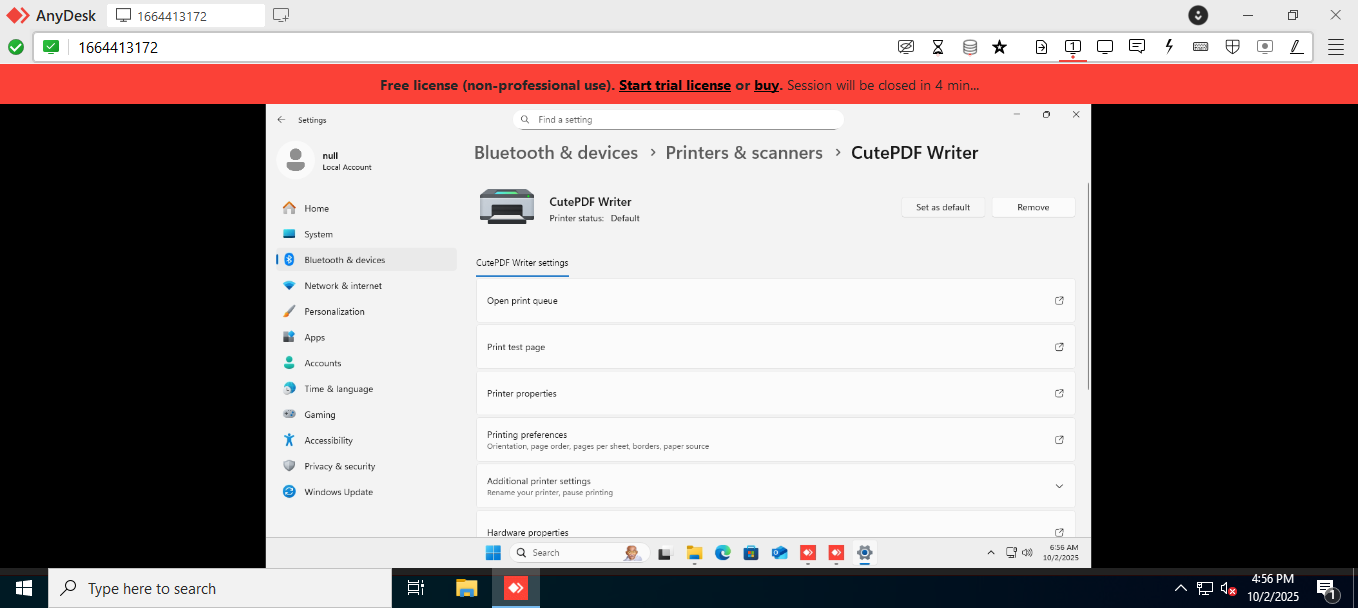 AnyDesk
1664413172
1664413172
1
Free license (non-professional use). Start trial license or buy. Session will be closed in 4 min...
Settings
Find a setting
null
Local Account
Bluetooth & devices › Printers & scanners › CutePDF Writer
CutePDF Writer
Printer status: Default
Set as default
Remove
Home
System
Bluetooth & devices
Network & internet
Personalization
Apps
Accounts
Time & language
Gaming
Accessibility
Privacy & security
Windows Update
CutePDF Writer settings
Open print queue
Print test page
Printer properties
Printing preferences
Orientation, page order, pages per sheet, borders, paper source
Additional printer settings
Rename your printer, pause printing
Hardware properties
Search
6:56 AM
10/2/2025
Type here to search
4:56 PM
10/2/2025
1